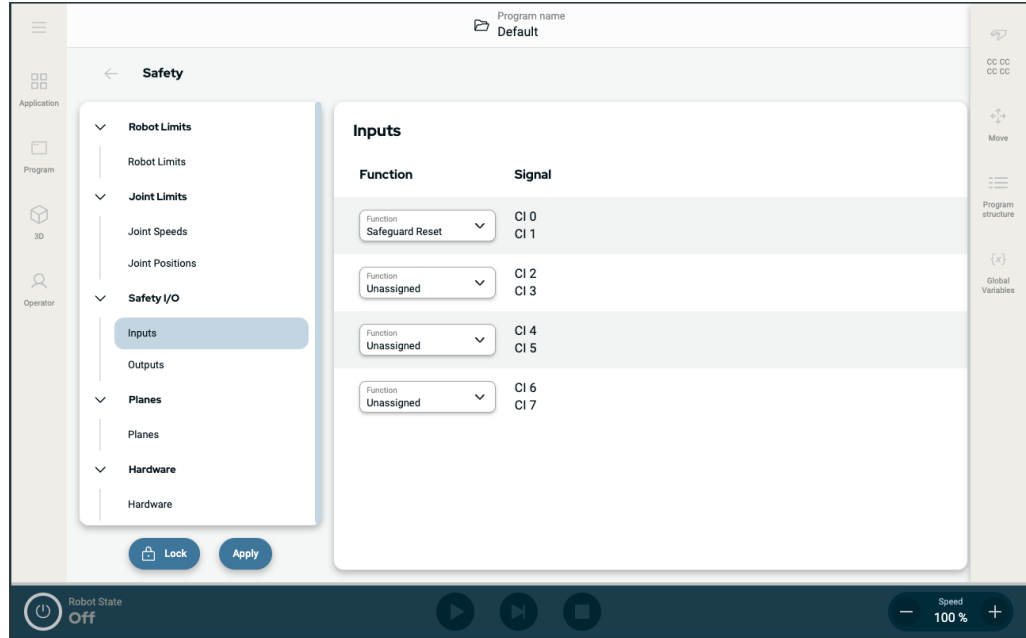 Program name
Default
Application
Program
3D
Operator
Safety
Robot Limits
Robot Limits
Joint Limits
Joint Speeds
Joint Positions
Safety I/O
Inputs
Outputs
Planes
Planes
Hardware
Hardware
Lock
Apply
Inputs
Function Signal
Function
Safeguard Reset
CI 0
CI 1
Function
Unassigned
CI 2
CI 3
Function
Unassigned
CI 4
CI 5
Function
Unassigned
CI 6
CI 7
CC CC
CC CC
Move
Program
structure
{x}
Global
Variables
Robot State
Off
Speed
100 %